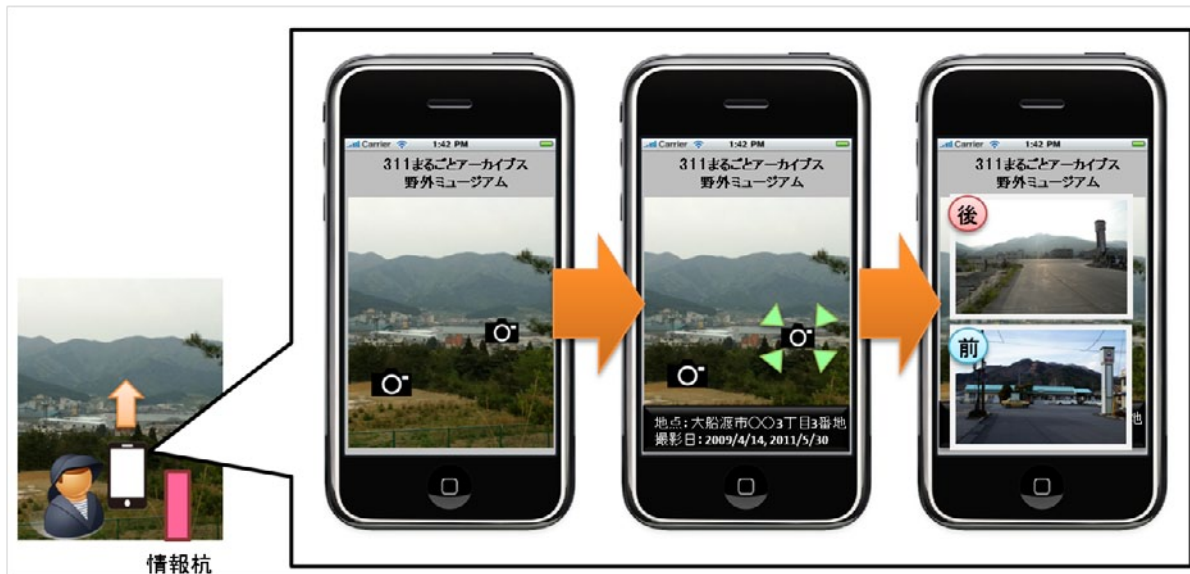 Carrier 1:42 PM
311まるごとアーカイブス
野外ミュージアム
Carrier 1:42 PM
311まるごとアーカイブス
野外ミュージアム
地点:大船渡市○○3丁目3番地
撮影日:2009/4/14, 2011/5/30
Carrier 1:42 PM
311まるごとアーカイブス
野外ミュージアム
後
前
地
情報杭